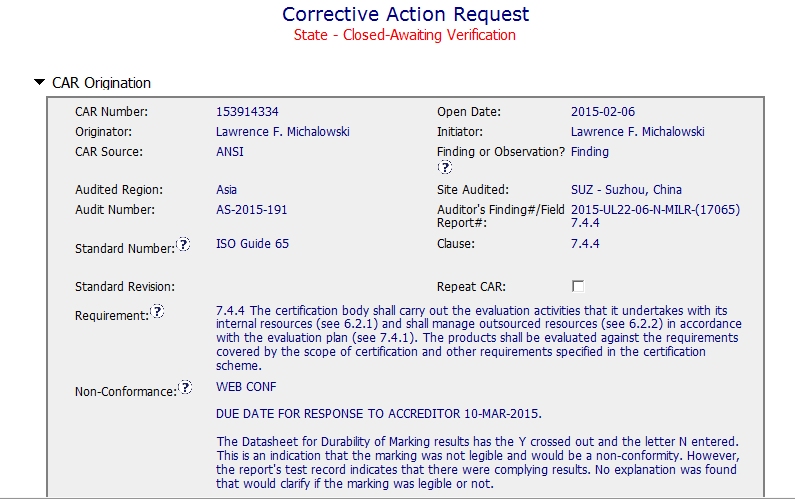 Corrective Action Request
State - Closed-Awaiting Verification
CAR Origination
CAR Number: 153914334 Open Date: 2015-02-06
Originator: Lawrence F. Michalowski Initiator: Lawrence F. Michalowski
CAR Source: ANSI Finding or Observation? Finding
?
Audited Region: Asia Site Audited: SUZ - Suzhou, China
Audit Number: AS-2015-191 Auditor's Finding#/Field 2015-UL22-06-N-MILR-(17065)
Report#: 7.4.4
Standard Number: ? ISO Guide 65 Clause: 7.4.4
Standard Revision: Repeat CAR:
Requirement: ? 7.4.4 The certification body shall carry out the evaluation activities that it undertakes with its
internal resources (see 6.2.1) and shall manage outsourced resources (see 6.2.2) in accordance
with the evaluation plan (see 7.4.1). The products shall be evaluated against the requirements
covered by the scope of certification and other requirements specified in the certification
scheme.
Non-Conformance: ? WEB CONF
DUE DATE FOR RESPONSE TO ACCREDITOR 10-MAR-2015.
The Datasheet for Durability of Marking results has the Y crossed out and the letter N entered.
This is an indication that the marking was not legible and would be a non-conformity. However,
the report's test record indicates that there were complying results. No explanation was found
that would clarify if the marking was legible or not.